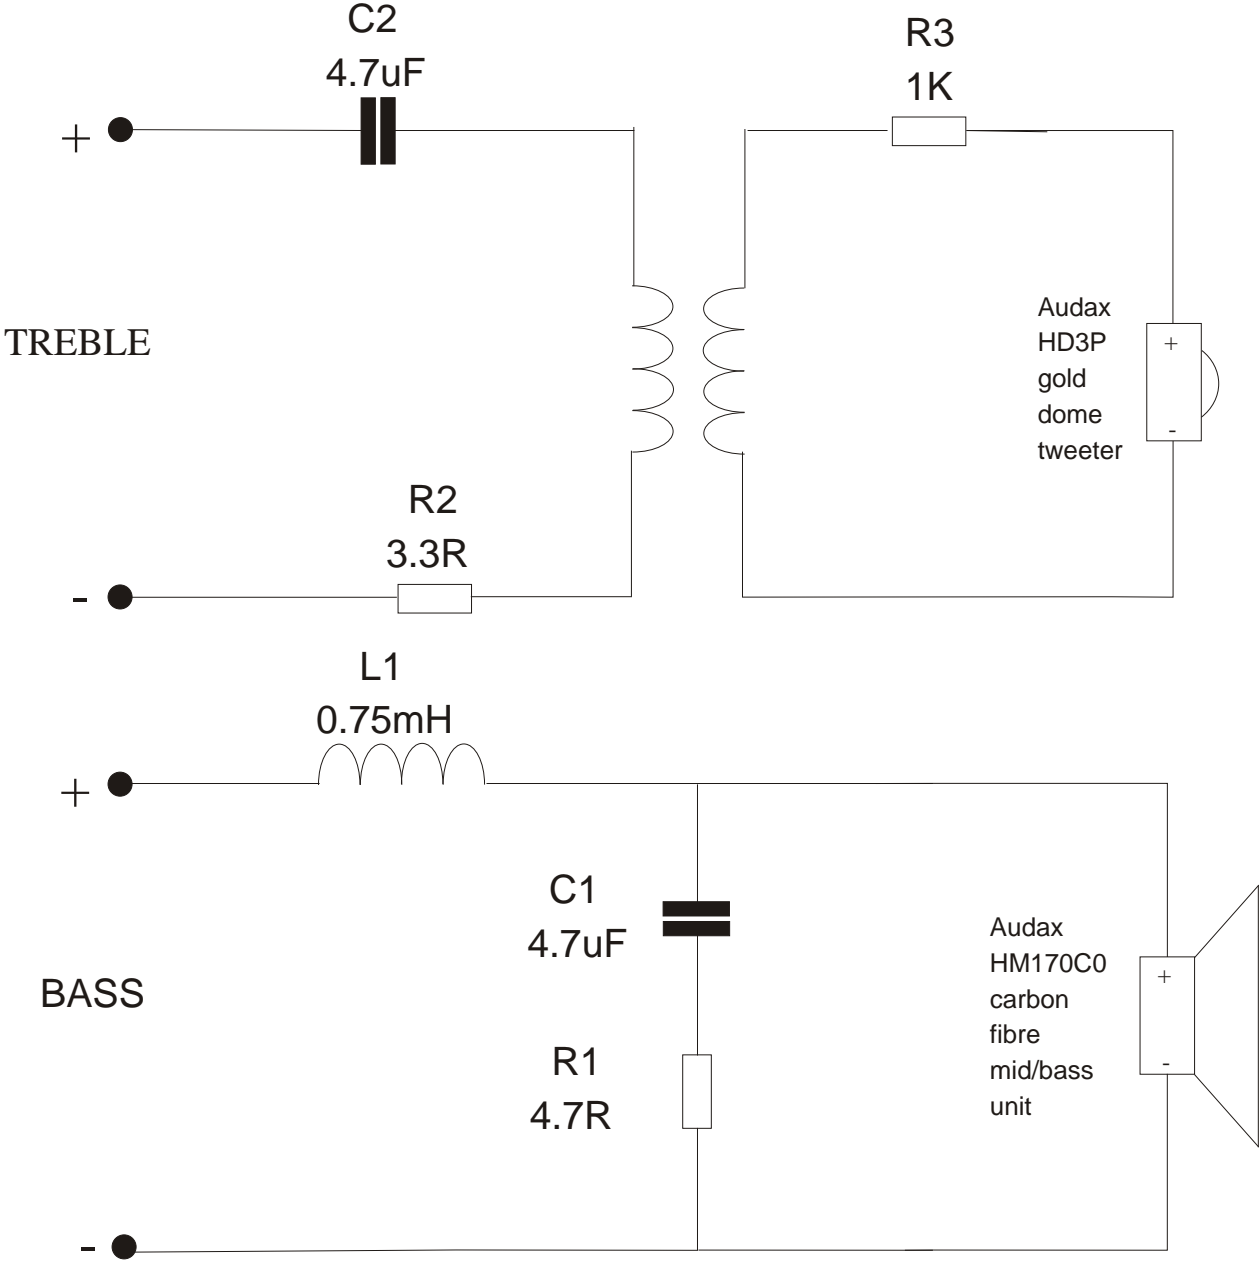 C2
4.7uF
R3
1K
+
TREBLE
Audax
HD3P
gold
dome
tweeter
+
-
R2
3.3R
-
L1
0.75mH
+
C1
4.7uF
BASS
R1
4.7R
Audax
HM170C0
carbon
fibre
mid/bass
unit
+
-
-